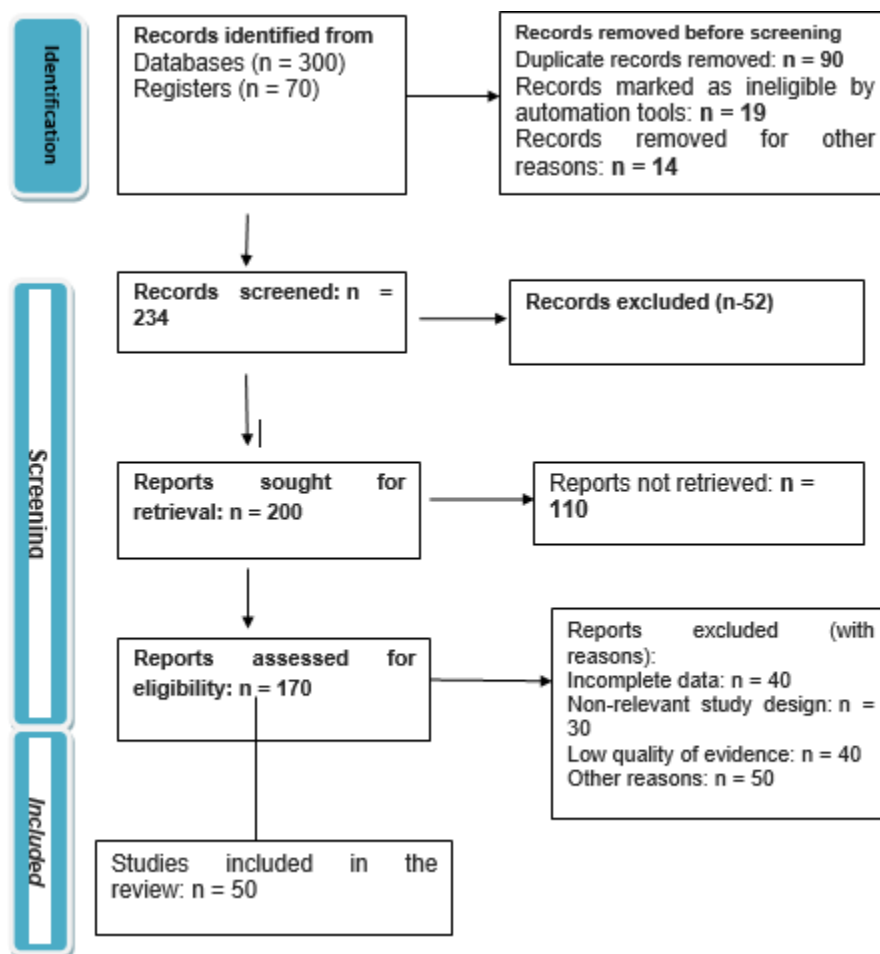 Identification
Records identified from
Databases (n = 300)
Registers (n = 70)
Records removed before screening
Duplicate records removed: n = 90
Records marked as ineligible by
automation tools: n = 19
Records removed for other
reasons: n = 14
Screening
Records screened: n =
234
Records excluded (n-52)
Reports sought for
retrieval: n = 200
Reports not retrieved: n =
110
Reports assessed for
eligibility: n = 170
Reports excluded (with
reasons):
Incomplete data: n = 40
Non-relevant study design: n =
30
Low quality of evidence: n = 40
Other reasons: n = 50
Included
Studies included in the
review: n = 50